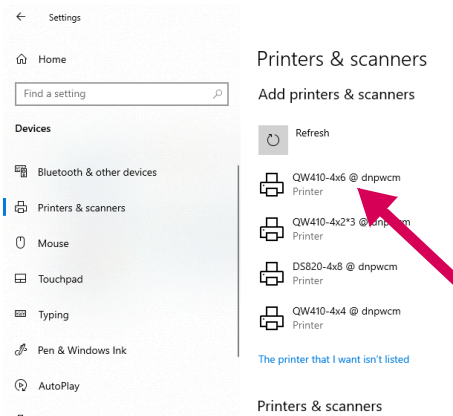 Settings
Home
Find a setting
Devices
Bluetooth & other devices
Printers & scanners
Mouse
Touchpad
Typing
Pen & Windows Ink
AutoPlay
Printers & scanners
Add printers & scanners
Refresh
QW410-4x6 @ dnpwcm
Printer
QW410-4x2*3 @ dnpwcm
Printer
DS820-4x8 @ dnpwcm
Printer
QW410-4x4 @ dnpwcm
Printer
The printer that I want isn't listed
Printers & scanners